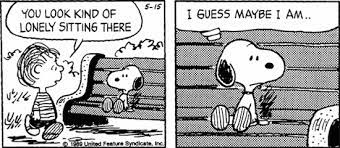 YOU LOOK KIND OF
LONELY SITTING THERE
5-15
© 1989 United Feature Syndicate, Inc.
I GUESS MAYBE I AM..